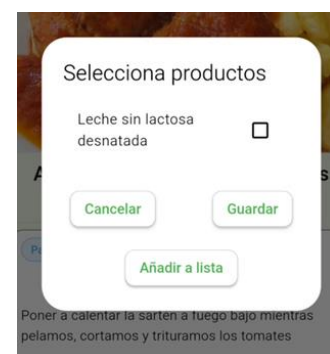 Selecciona productos
Leche sin lactosa
desnatada
Cancelar
Guardar
Añadir a lista
Poner a calentar la sarten a fuego bajo mientras
pelamos, cortamos y trituramos los tomates